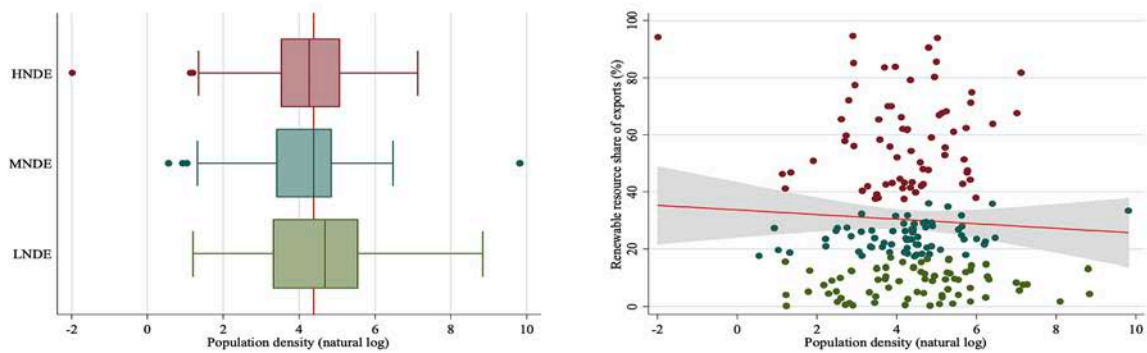 HNDE
MNDE
LNDE
-2 0 2 4 6 8 10
Population density (natural log)
Renewable resource share of exports (%)
100
80
60
40
20
0
-2 0 2 4 6 8 10
Population density (natural log)